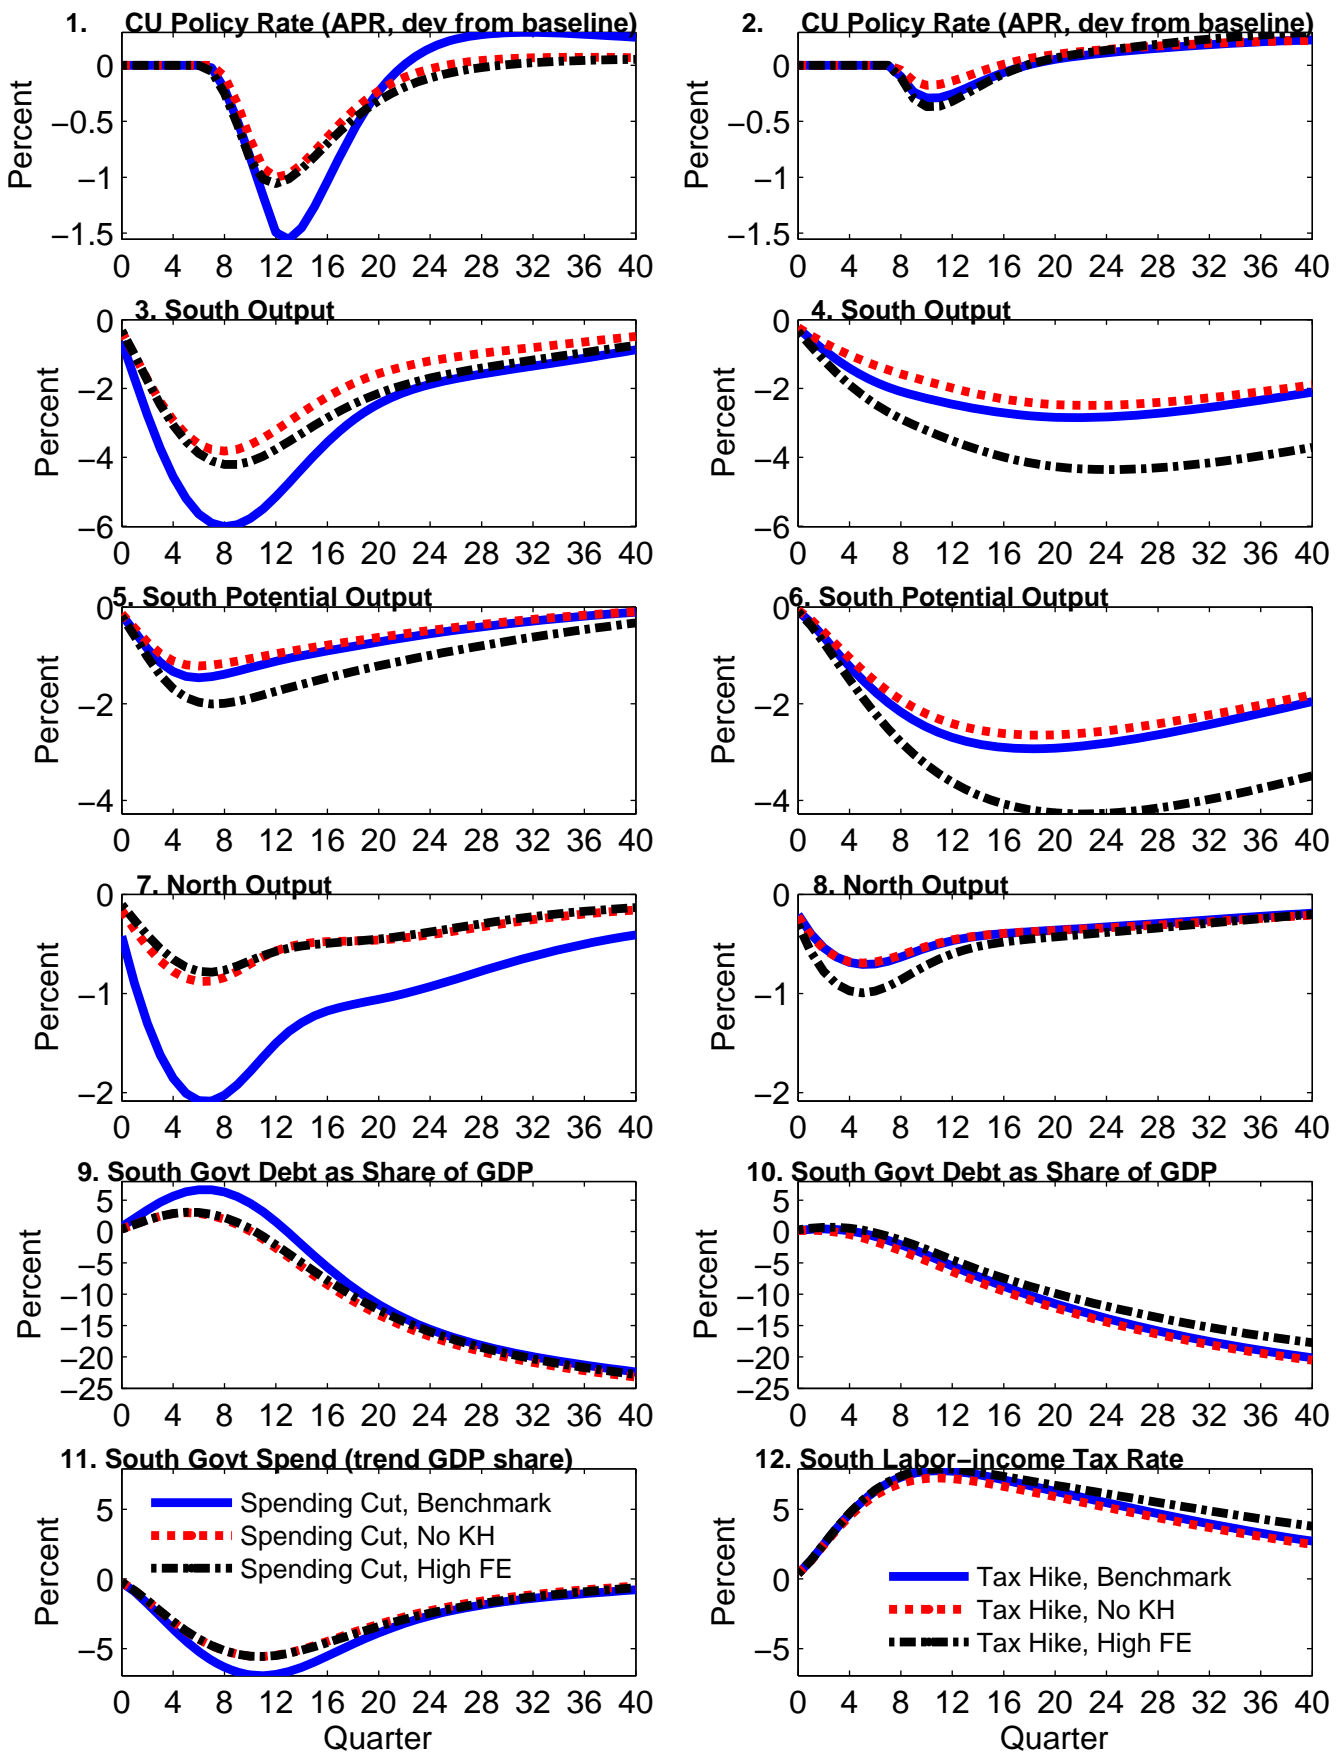 1. CU Policy Rate (APR, dev from baseline)
Percent
0
−0.5
−1
−1.5
0 4 8 12 16 20 24 28 32 36 40
2. CU Policy Rate (APR, dev from baseline)
Percent
0
−0.5
−1
−1.5
0 4 8 12 16 20 24 28 32 36 40
3. South Output
Percent
0
−2
−4
−6
0 4 8 12 16 20 24 28 32 36 40
4. South Output
Percent
0
−2
−4
−6
0 4 8 12 16 20 24 28 32 36 40
5. South Potential Output
Percent
0
−2
−4
0 4 8 12 16 20 24 28 32 36 40
6. South Potential Output
Percent
0
−2
−4
0 4 8 12 16 20 24 28 32 36 40
7. North Output
Percent
0
−1
−2
0 4 8 12 16 20 24 28 32 36 40
8. North Output
Percent
0
−1
−2
0 4 8 12 16 20 24 28 32 36 40
9. South Govt Debt as Share of GDP
Percent
5
0
−5
−10
−15
−20
−25
0 4 8 12 16 20 24 28 32 36 40
10. South Govt Debt as Share of GDP
Percent
5
0
−5
−10
−15
−20
−25
0 4 8 12 16 20 24 28 32 36 40
11. South Govt Spend (trend GDP share)
Percent
5
0
−5
Spending Cut, Benchmark
Spending Cut, No KH
Spending Cut, High FE
0 4 8 12 16 20 24 28 32 36 40
Quarter
12. South Labor−income Tax Rate
Percent
5
0
−5
Tax Hike, Benchmark
Tax Hike, No KH
Tax Hike, High FE
0 4 8 12 16 20 24 28 32 36 40
Quarter